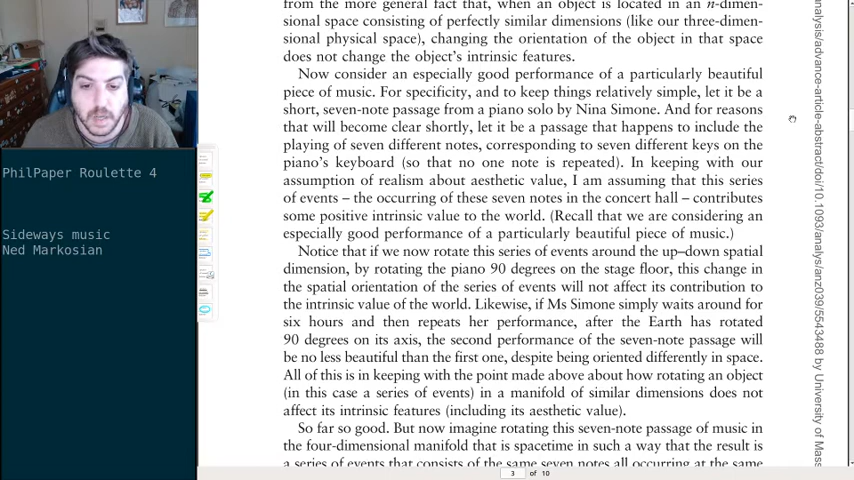 PhilPaper Roulette 4
Sideways music
Ned Markosian
from the more general fact that, when an object is located in an n-dimen-
sional space consisting of perfectly similar dimensions (like our three-dimen-
sional physical space), changing the orientation of the object in that space
does not change the object's intrinsic features.
Now consider an especially good performance of a particularly beautiful
piece of music. For specificity, and to keep things relatively simple, let it be a
short, seven-note passage from a piano solo by Nina Simone. And for reasons
that will become clear shortly, let it be a passage that happens to include the
playing of seven different notes, corresponding to seven different keys on the
piano's keyboard (so that no one note is repeated). In keeping with our
assumption of realism about aesthetic value, I am assuming that this series
of events – the occurring of these seven notes in the concert hall – contributes
some positive intrinsic value to the world. (Recall that we are considering an
especially good performance of a particularly beautiful piece of music.)
Notice that if we now rotate this series of events around the up–down spatial
dimension, by rotating the piano 90 degrees on the stage floor, this change in
the spatial orientation of the series of events will not affect its contribution to
the intrinsic value of the world. Likewise, if Ms Simone simply waits around for
six hours and then repeats her performance, after the Earth has rotated
90 degrees on its axis, the second performance of the seven-note passage will
be no less beautiful than the first one, despite being oriented differently in space.
All of this is in keeping with the point made above about how rotating an object
(in this case a series of events) in a manifold of similar dimensions does not
affect its intrinsic features (including its aesthetic value).
So far so good. But now imagine rotating this seven-note passage of music in
the four-dimensional manifold that is spacetime in such a way that the result is
a series of events that consists of the same seven notes all occurring at the same
analysis/advance-article-abstract/doi/10.1093/analys/anz039/5543488 by University of Mass
3 of 10